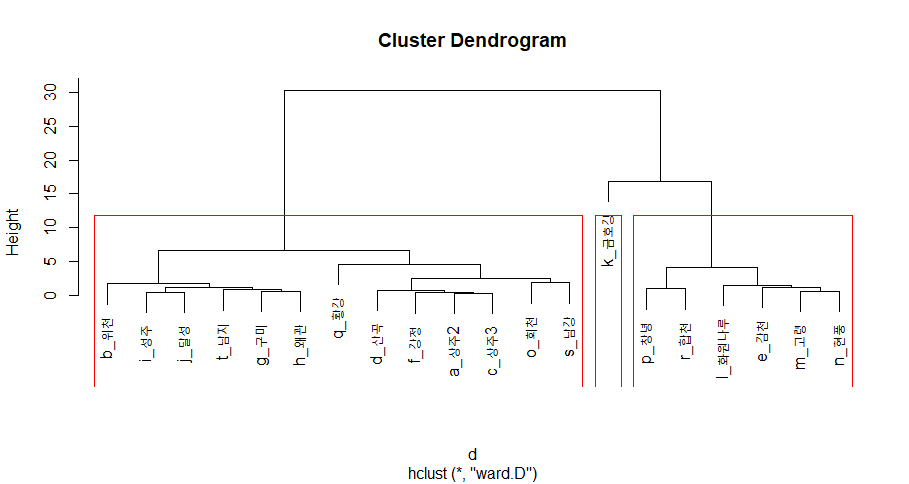 Cluster Dendrogram
Height
30
25
20
15
10
5
0
b_위천
i_성주
j_달성
t_남지
g_구미
h_왜관
q_황강
d_산곡
f_강정
a_상주2
c_상주3
o_회천
s_남강
k_금호강
p_창녕
r_합천
l_화원나루
e_감천
m_고령
n_현풍
d
hclust (*, "ward.D")